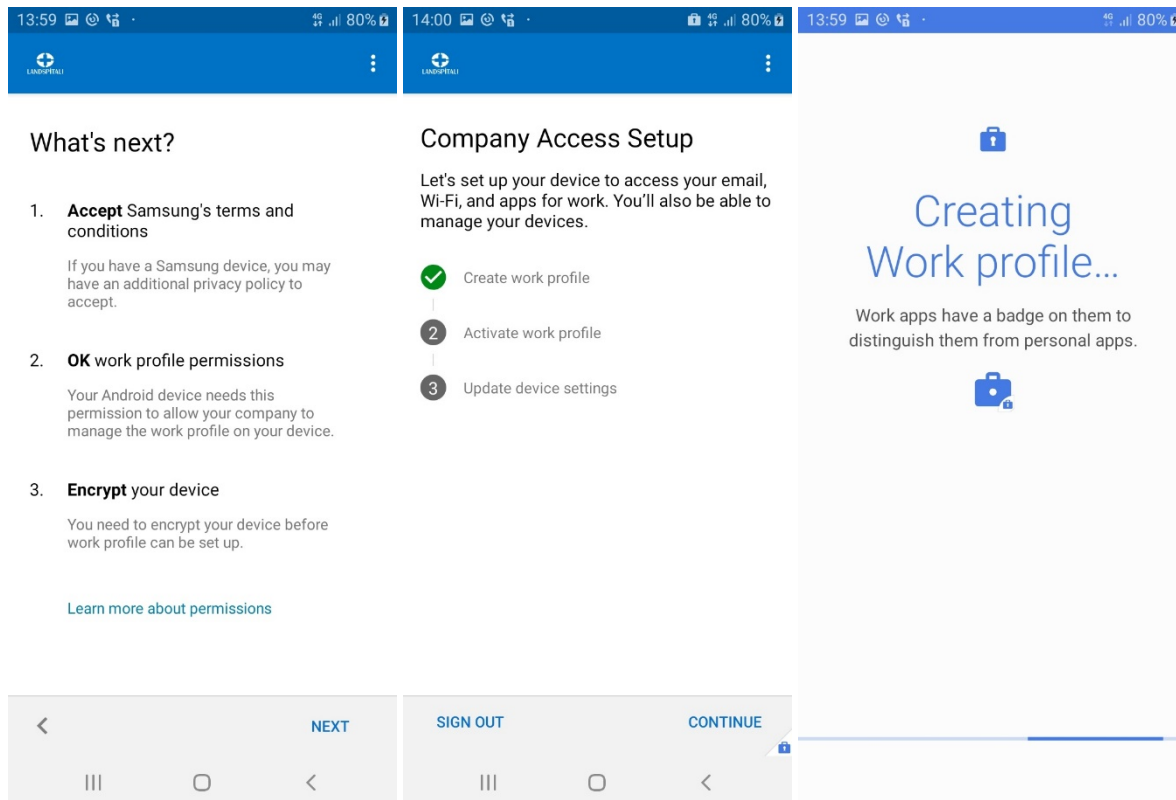 13:59
4G
80%
LANDSPÍTALI
What's next?
1. Accept Samsung's terms and
conditions
If you have a Samsung device, you may
have an additional privacy policy to
accept.
2. OK work profile permissions
Your Android device needs this
permission to allow your company to
manage the work profile on your device.
3. Encrypt your device
You need to encrypt your device before
work profile can be set up.
Learn more about permissions
NEXT
14:00
4G
80%
LANDSPÍTALI
Company Access Setup
Let's set up your device to access your email,
Wi-Fi, and apps for work. You’ll also be able to
manage your devices.
Create work profile
2 Activate work profile
3 Update device settings
SIGN OUT
CONTINUE
13:59
4G
80%
Creating
Work profile...
Work apps have a badge on them to
distinguish them from personal apps.